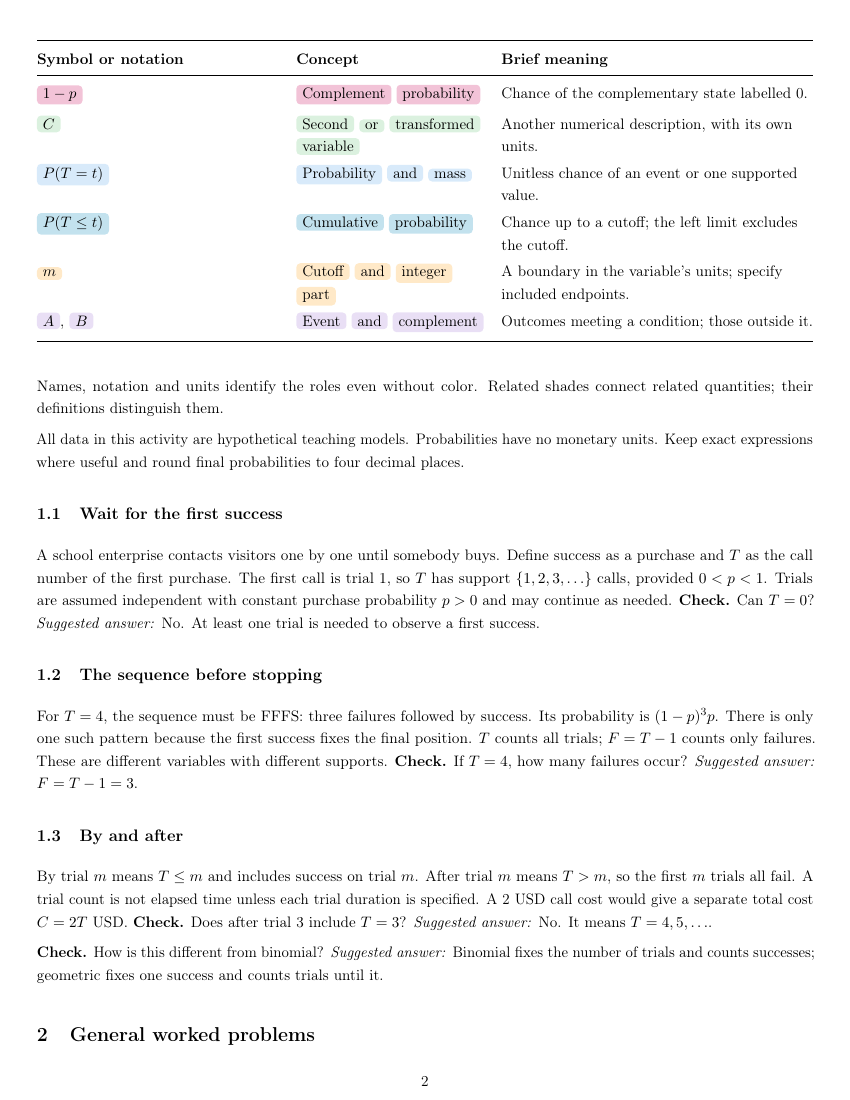 Symbol or notation Concept Brief meaning
1 − p Complement probability Chance of the complementary state labelled 0.
C Second or transformed Another numerical description, with its own
variable units.
P(T = t) Probability and mass Unitless chance of an event or one supported
value.
P(T ≤ t) Cumulative probability Chance up to a cutoff; the left limit excludes
the cutoff.
m Cutoff and integer A boundary in the variable's units; specify
part included endpoints.
A , B Event and complement Outcomes meeting a condition; those outside it.
Names, notation and units identify the roles even without color. Related shades connect related quantities; their
definitions distinguish them.
All data in this activity are hypothetical teaching models. Probabilities have no monetary units. Keep exact expressions
where useful and round final probabilities to four decimal places.
1.1 Wait for the first success
A school enterprise contacts visitors one by one until somebody buys. Define success as a purchase and T as the call
number of the first purchase. The first call is trial 1, so T has support {1, 2, 3, . . .} calls, provided 0 < p < 1. Trials
are assumed independent with constant purchase probability p > 0 and may continue as needed. Check. Can T = 0?
Suggested answer: No. At least one trial is needed to observe a first success.
1.2 The sequence before stopping
For T = 4, the sequence must be FFFS: three failures followed by success. Its probability is (1 − p)³p. There is only
one such pattern because the first success fixes the final position. T counts all trials; F = T − 1 counts only failures.
These are different variables with different supports. Check. If T = 4, how many failures occur? Suggested answer:
F = T − 1 = 3.
1.3 By and after
By trial m means T ≤ m and includes success on trial m. After trial m means T > m, so the first m trials all fail. A
trial count is not elapsed time unless each trial duration is specified. A 2 USD call cost would give a separate total cost
C = 2T USD. Check. Does after trial 3 include T = 3? Suggested answer: No. It means T = 4, 5, . . ..
Check. How is this different from binomial? Suggested answer: Binomial fixes the number of trials and counts successes;
geometric fixes one success and counts trials until it.
2 General worked problems
2